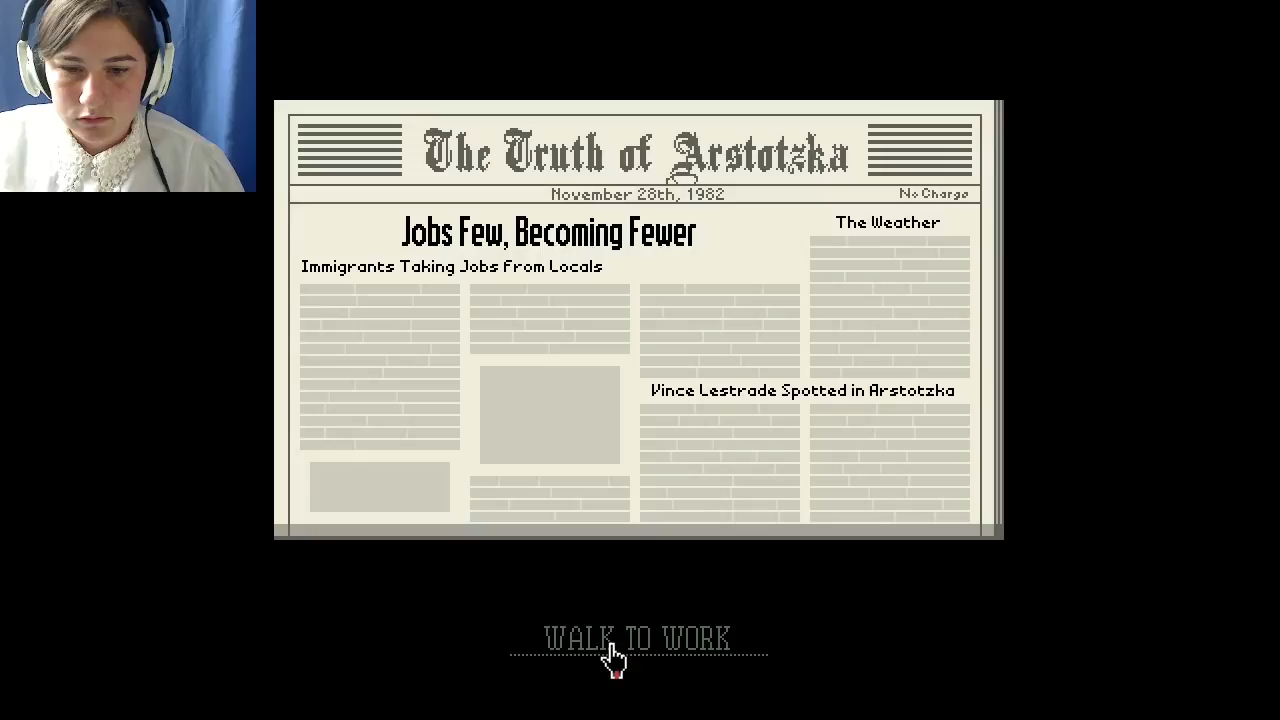 The Truth of Arstotzka
November 28th, 1982
No Charge
Jobs Few, Becoming Fewer
Immigrants Taking Jobs From Locals
The Weather
Vince Lestrade Spotted in Arstotzka
WALK TO WORK